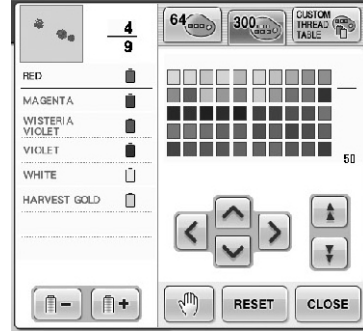 4
9
64
300
CUSTOM
THREAD
TABLE
RED
MAGENTA
WISTERIA
VIOLET
VIOLET
WHITE
HARVEST GOLD
50
RESET
CLOSE